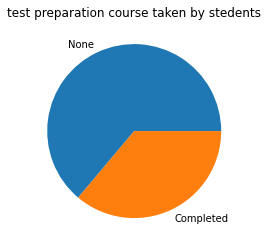 test preparation course taken by stedents
None
Completed